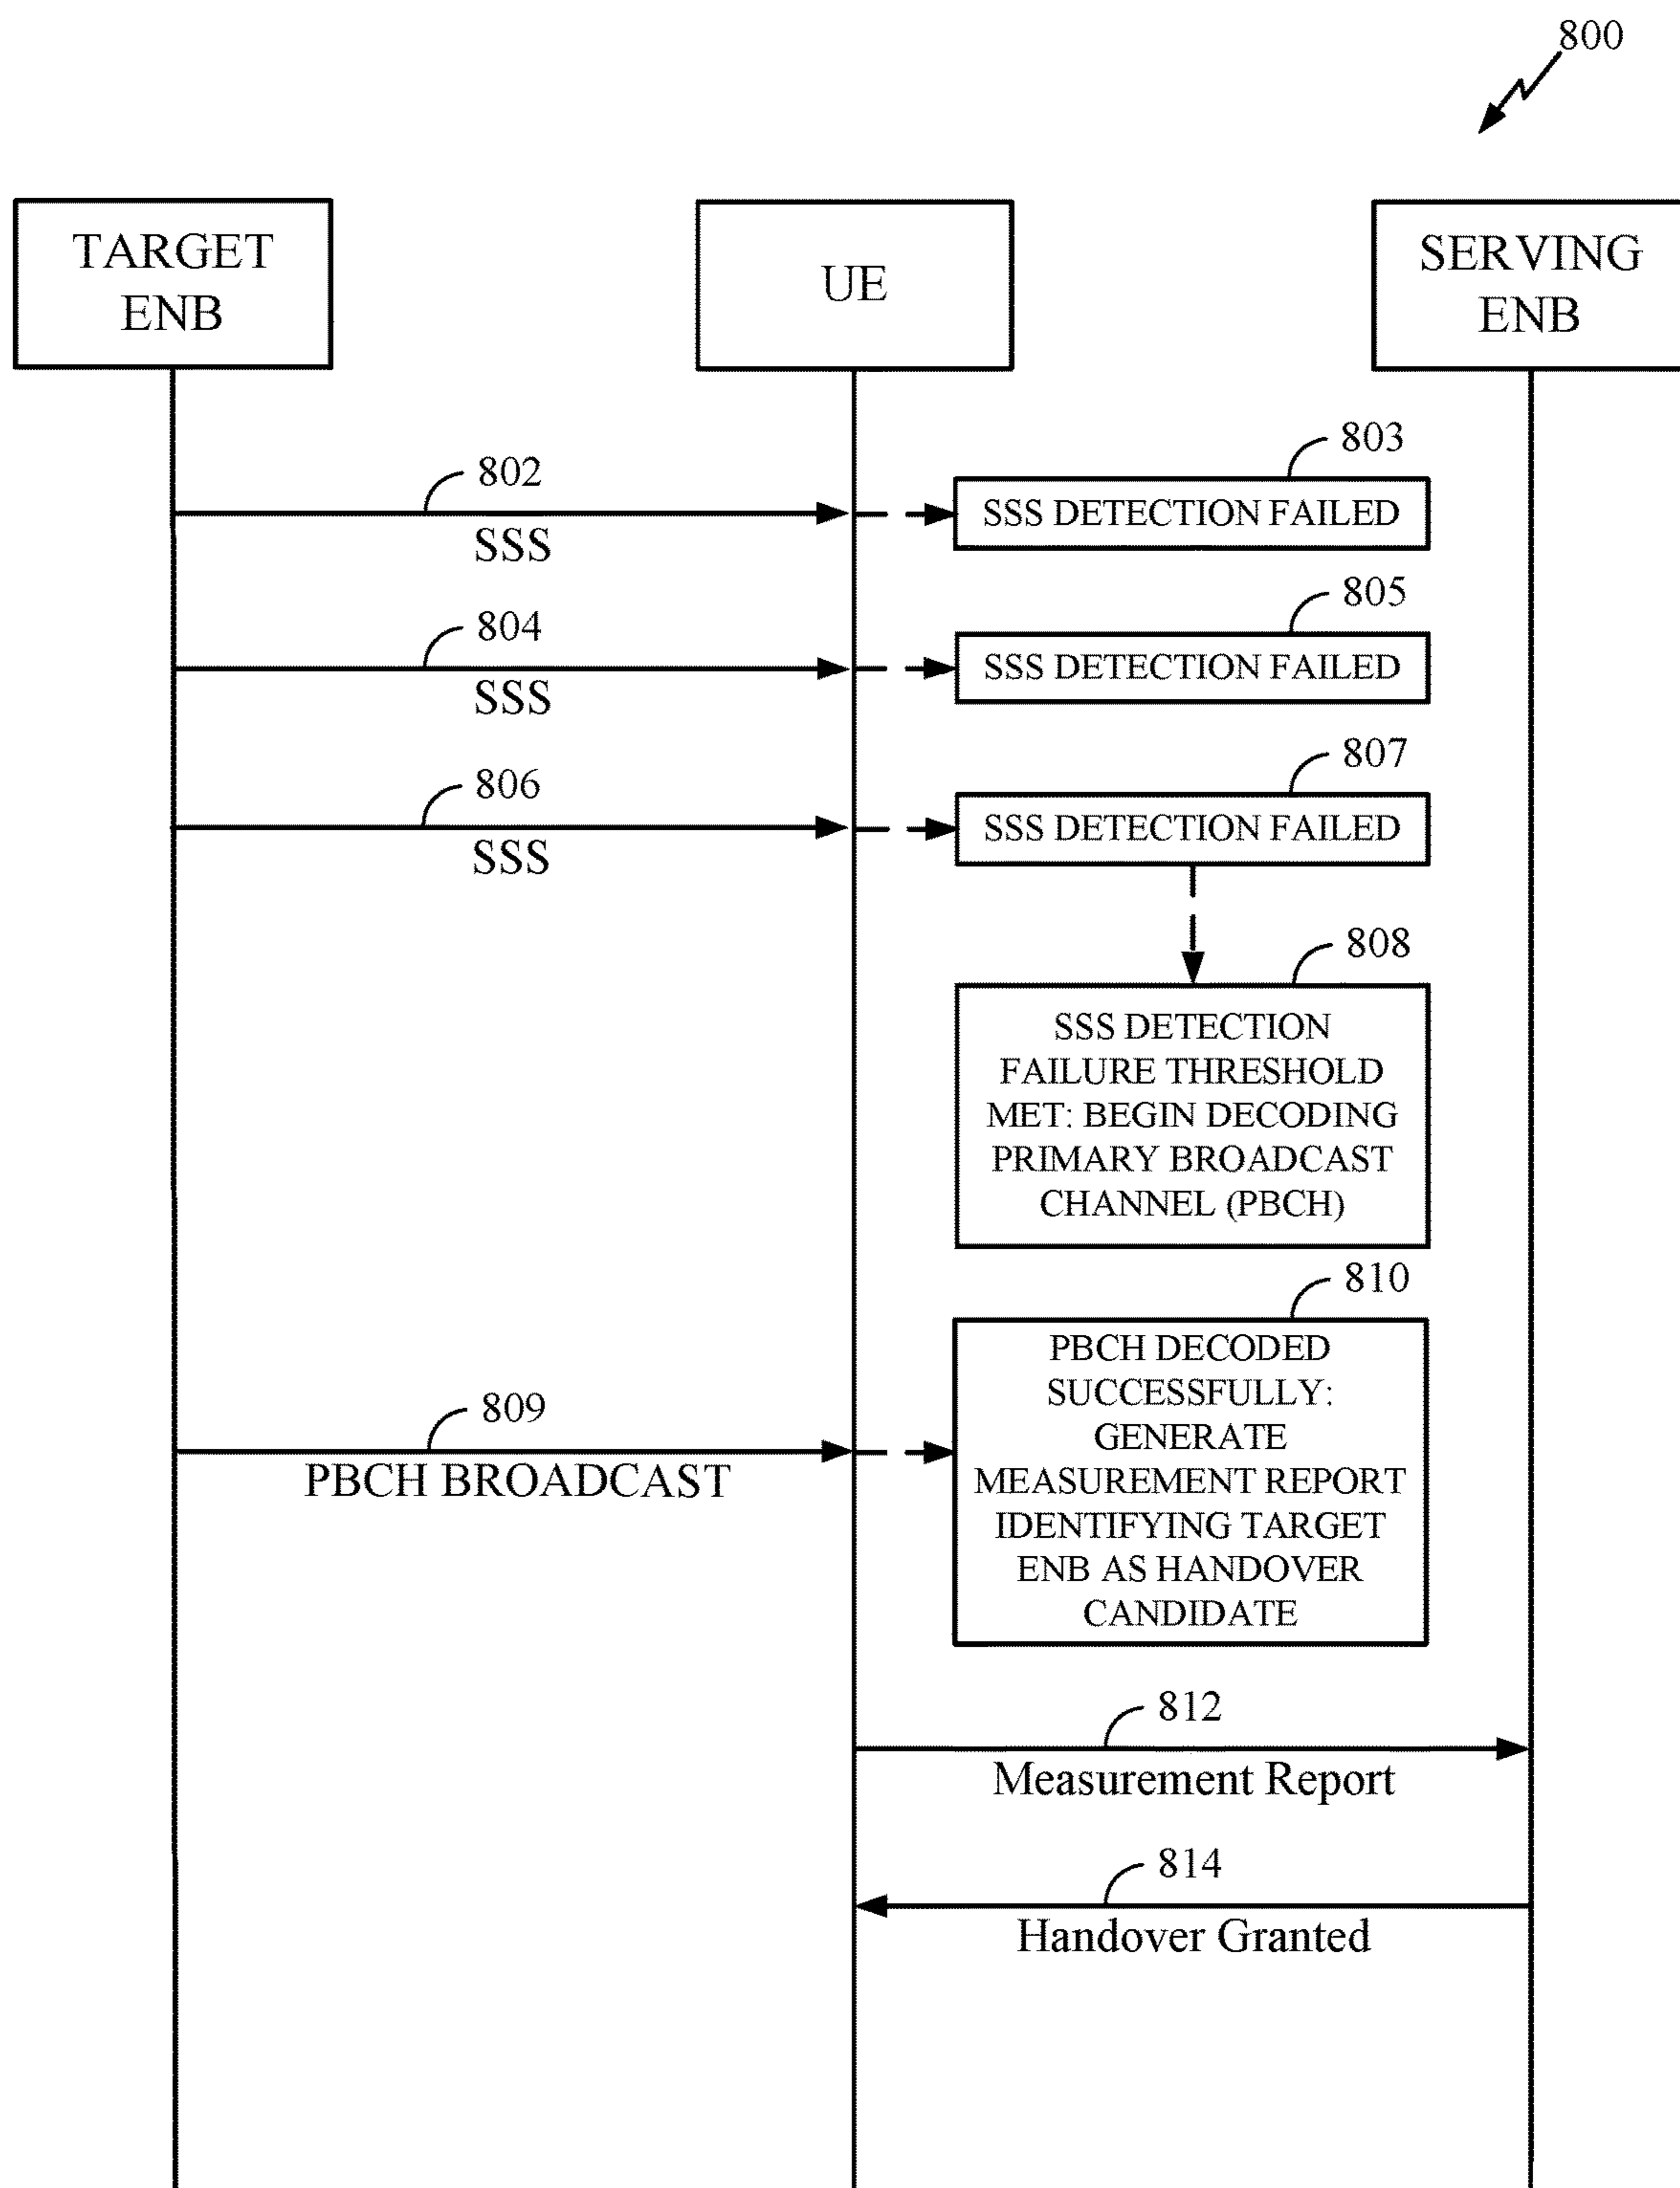 800
TARGET
ENB
UE
SERVING
ENB
802
SSS
803
SSS DETECTION FAILED
804
SSS
805
SSS DETECTION FAILED
806
SSS
807
SSS DETECTION FAILED
808
SSS DETECTION
FAILURE THRESHOLD
MET: BEGIN DECODING
PRIMARY BROADCAST
CHANNEL (PBCH)
809
PBCH BROADCAST
810
PBCH DECODED
SUCCESSFULLY:
GENERATE
MEASUREMENT REPORT
IDENTIFYING TARGET
ENB AS HANDOVER
CANDIDATE
812
Measurement Report
814
Handover Granted